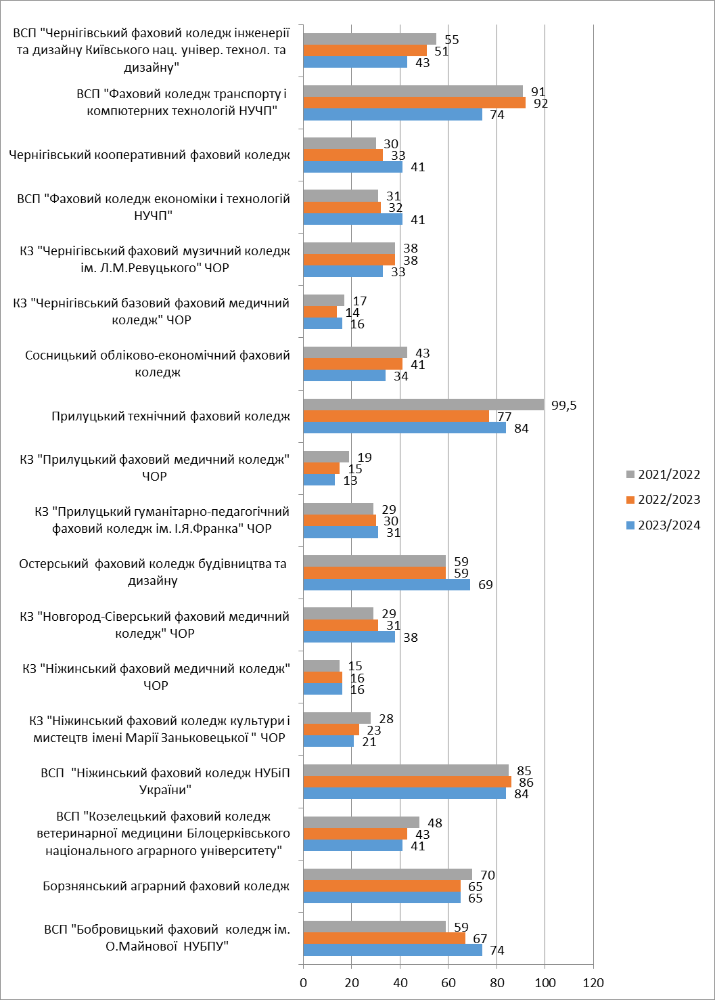 ВСП "Чернігівський фаховий коледж інженерії
та дизайну Київського нац. універ. технол. та
дизайну"
55
51
43
ВСП "Фаховий коледж транспорту і
компютерних технологій НУЧП"
91
92
74
Чернігівський кооперативний фаховий коледж
30
33
41
ВСП "Фаховий коледж економіки і технологій
НУЧП"
31
32
41
КЗ "Чернігівський фаховий музичний коледж
ім. Л.М.Ревуцького" ЧОР
38
38
33
КЗ "Чернігівський базовий фаховий медичний
коледж" ЧОР
17
14
16
Сосницький обліково-економічний фаховий
коледж
43
41
34
Прилуцький технічний фаховий коледж
99,5
77
84
КЗ "Прилуцький фаховий медичний коледж"
ЧОР
19
15
13
КЗ "Прилуцький гуманітарно-педагогічний
фаховий коледж ім. І.Я.Франка" ЧОР
29
30
31
Остерський  фаховий коледж будівництва та
дизайну
59
59
69
КЗ "Новгород-Сіверський фаховий медичний
коледж" ЧОР
29
31
38
КЗ "Ніжинський фаховий медичний коледж"
ЧОР
15
16
16
КЗ "Ніжинський фаховий коледж культури і
мистецтв імені Марії Заньковецької " ЧОР
28
23
21
ВСП  "Ніжинський фаховий коледж НУБіП
України"
85
86
84
ВСП "Козелецький фаховий коледж
ветеринарної медицини Білоцерківського
національного аграрного університету"
48
43
41
Борзнянський аграрний фаховий коледж
70
65
65
ВСП "Бобровицький фаховий  коледж ім.
О.Майнової  НУБПУ"
59
67
74
0 20 40 60 80 100 120
2021/2022
2022/2023
2023/2024